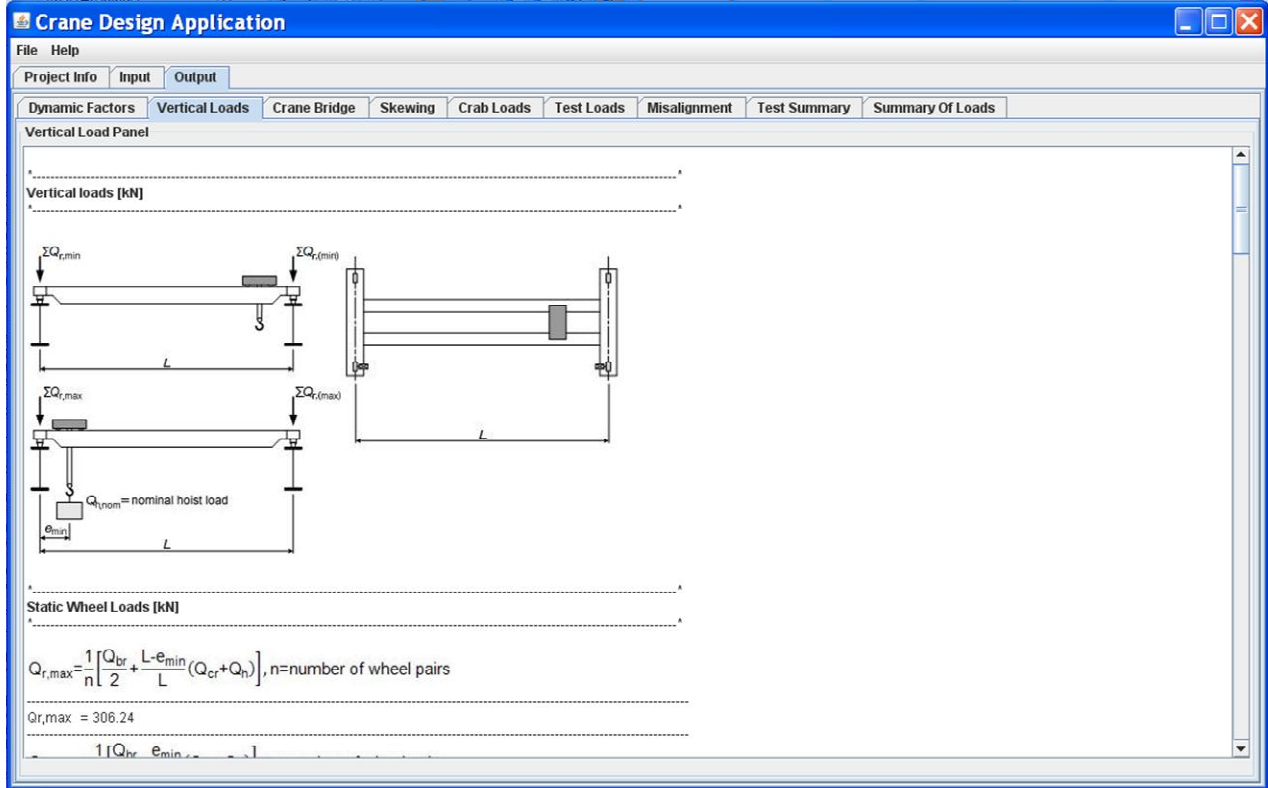 Crane Design Application
File Help
Project Info Input Output
Dynamic Factors Vertical Loads Crane Bridge Skewing Crab Loads Test Loads Misalignment Test Summary Summary Of Loads
Vertical Load Panel
*---*
Vertical loads [kN]
*---*
ΣQr,min ΣQr,(min)
L
ΣQr,max ΣQr,(max)
L
Qh,nom= nominal hoist load
emin
L
*---*
Static Wheel Loads [kN]
*---*
Qr,max=1/n[Qbr/2+L-emin/L(Qcr+Qh)], n=number of wheel pairs
Qr,max = 306.24
1[Qbr emin